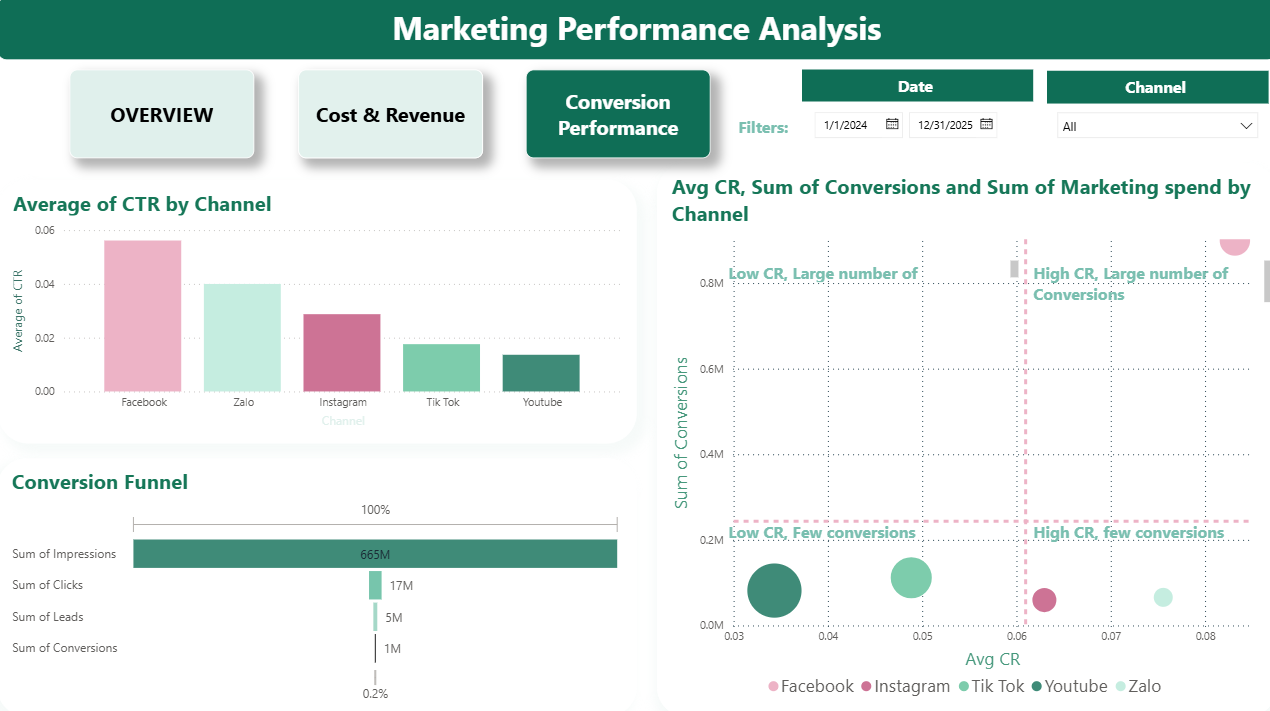 Marketing Performance Analysis
OVERVIEW
Cost & Revenue
Conversion
Performance
Filters:
Date
1/1/2024
12/31/2025
Channel
All
Average of CTR by Channel
Average of CTR
0.06
0.04
0.02
0.00
Facebook
Zalo
Instagram
Tik Tok
Youtube
Channel
Conversion Funnel
100%
Sum of Impressions
665M
Sum of Clicks
17M
Sum of Leads
5M
Sum of Conversions
1M
0.2%
Avg CR, Sum of Conversions and Sum of Marketing spend by
Channel
Sum of Conversions
Low CR, Large number of
High CR, Large number of
Conversions
0.8M
0.6M
0.4M
Low CR, Few conversions
High CR, few conversions
0.2M
0.0M
0.03
0.04
0.05
0.06
0.07
0.08
Avg CR
Facebook
Instagram
Tik Tok
Youtube
Zalo